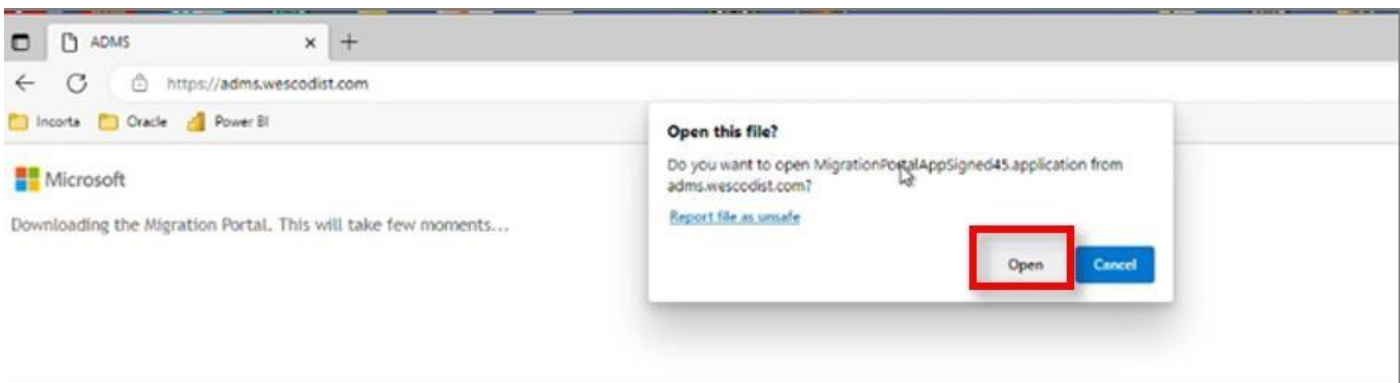 ADMS
https://adms.wescodist.com
Incorta Oracle Power BI
Microsoft
Downloading the Migration Portal. This will take few moments...
Open this file?
Do you want to open MigrationPortalAppSigned45.application from
adms.wescodist.com?
Report file as unsafe
Open Cancel